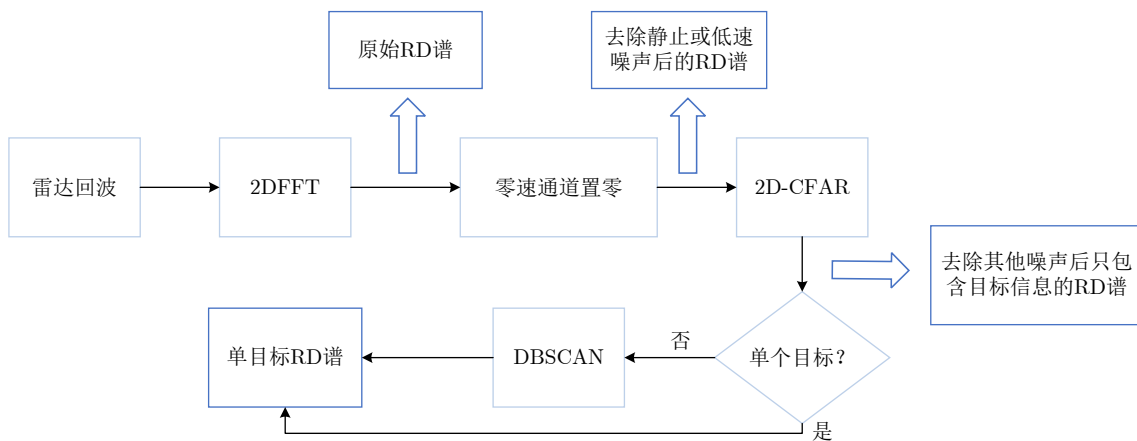 原始RD谱
去除静止或低速
噪声后的RD谱
雷达回波
2DFFT
零速通道置零
2D-CFAR
去除其他噪声后只包
含目标信息的RD谱
单目标RD谱
DBSCAN
否
单个目标?
是